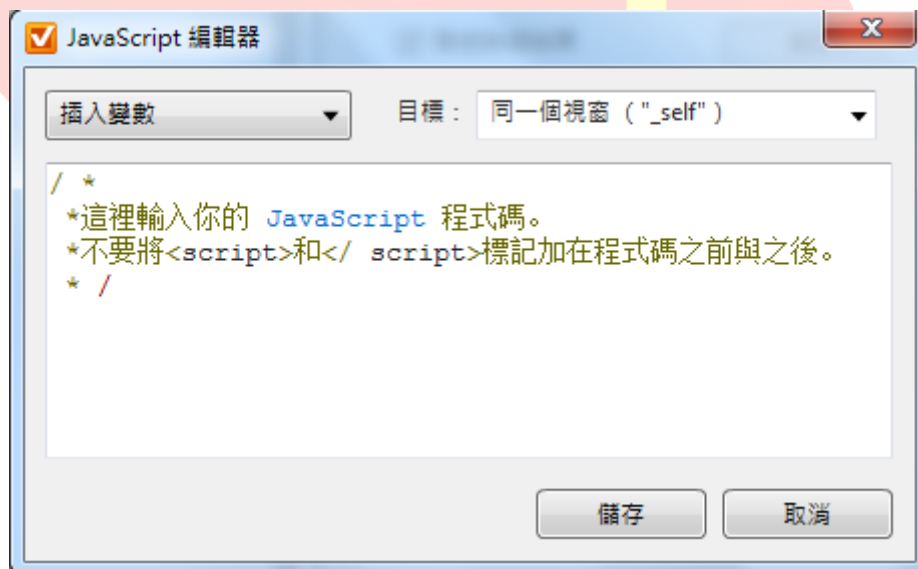 JavaScript 編輯器
插入變數
目標： 同一個視窗 ( "_self" )
/ *
*這裡輸入你的 JavaScript 程式碼。
*不要將<script>和</ script>標記加在程式碼之前與之後。
* /
儲存 取消